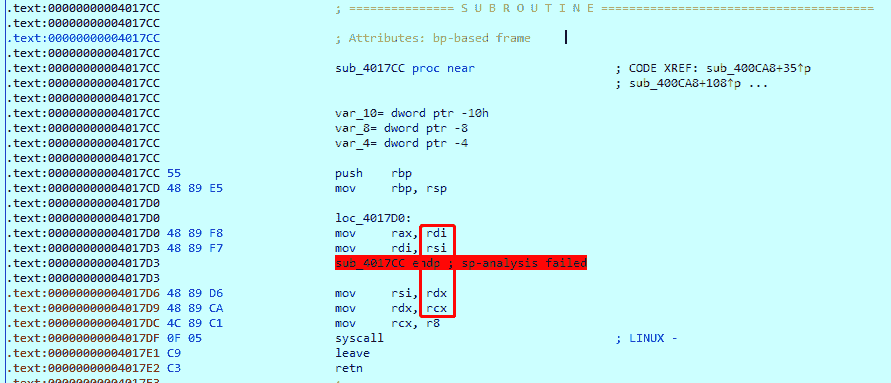 .text:00000000004017CC ; =============== S U B R O U T I N E =======================================
.text:00000000004017CC
.text:00000000004017CC ; Attributes: bp-based frame
.text:00000000004017CC
.text:00000000004017CC sub_4017CC proc near ; CODE XREF: sub_400CA8+35↑p
.text:00000000004017CC ; sub_400CA8+108↑p ...
.text:00000000004017CC
.text:00000000004017CC var_10= dword ptr -10h
.text:00000000004017CC var_8= dword ptr -8
.text:00000000004017CC var_4= dword ptr -4
.text:00000000004017CC
.text:00000000004017CC 55 push rbp
.text:00000000004017CD 48 89 E5 mov rbp, rsp
.text:00000000004017D0
.text:00000000004017D0 loc_4017D0:
.text:00000000004017D0 48 89 F8 mov rax, rdi
.text:00000000004017D3 48 89 F7 mov rdi, rsi
.text:00000000004017D3 sub_4017CC endp ; sp-analysis failed
.text:00000000004017D3
.text:00000000004017D6 48 89 D6 mov rsi, rdx
.text:00000000004017D9 48 89 CA mov rdx, rcx
.text:00000000004017DC 4C 89 C1 mov rcx, r8
.text:00000000004017DF 0F 05 syscall ; LINUX -
.text:00000000004017E1 C9 leave
.text:00000000004017E2 C3 retn
.text:00000000004017E3 ;